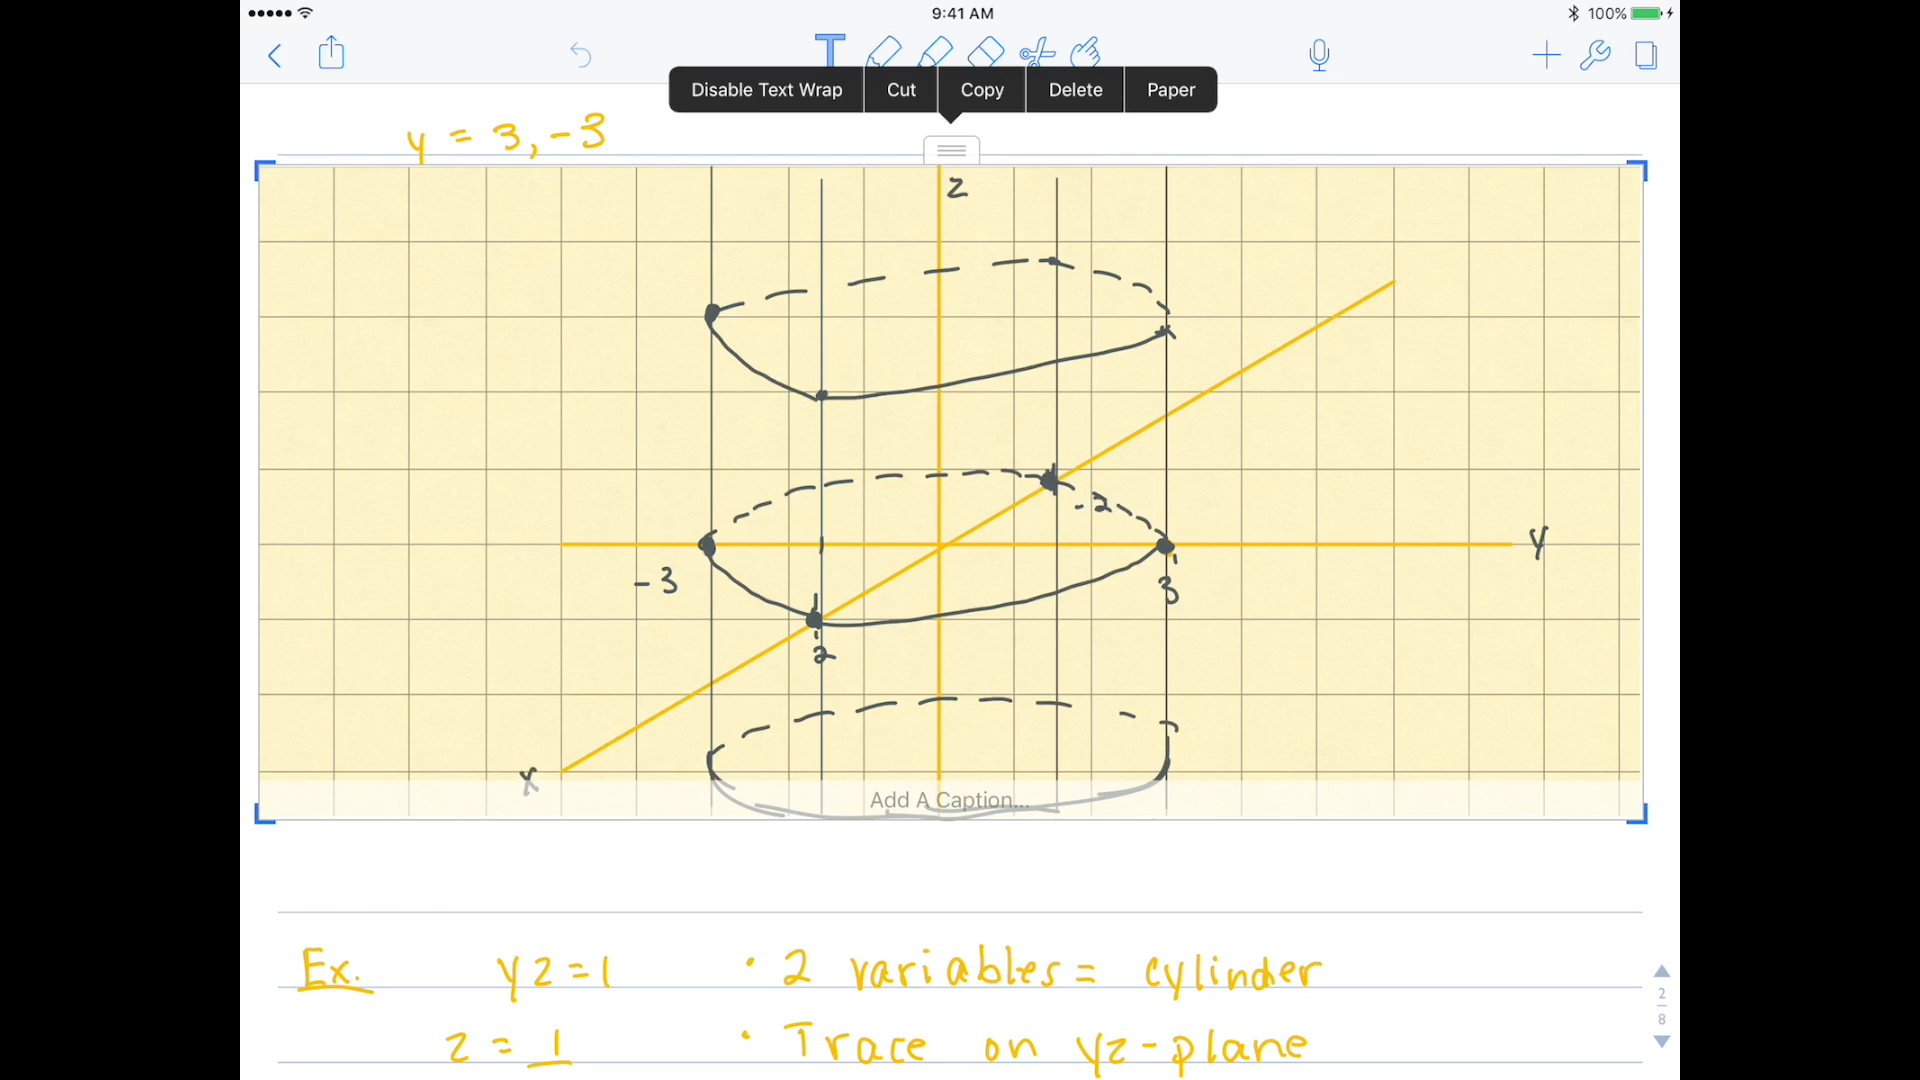 9:41 AM
100%
Disable Text Wrap Cut Copy Delete Paper
y = 3, -3
z
-2
y
-3
3
2
x
Add A Caption...
Ex. yz=1 · 2 variables = cylinder
2
8
z = 1 · Trace on yz-plane